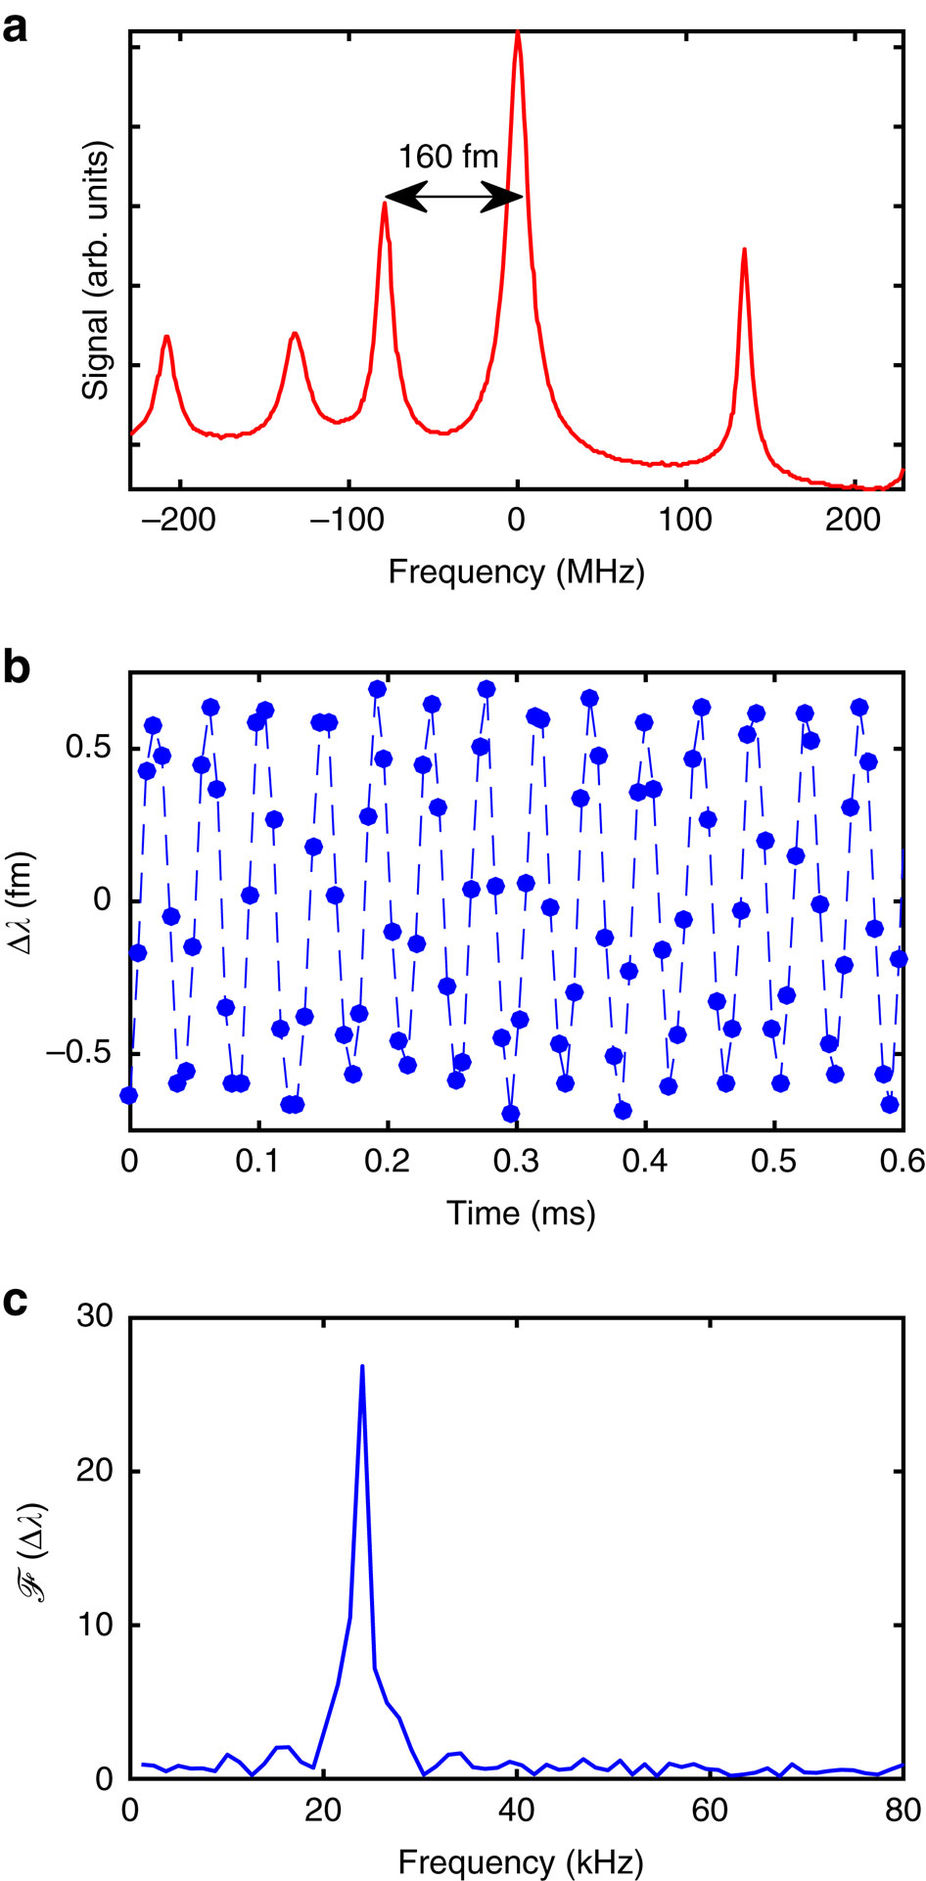 a
160 fm
Signal (arb. units)
–200 –100 0 100 200
Frequency (MHz)
b
0.5
0
–0.5
Δλ (fm)
0 0.1 0.2 0.3 0.4 0.5 0.6
Time (ms)
c
30
20
10
0
ℱ (Δλ)
0 20 40 60 80
Frequency (kHz)